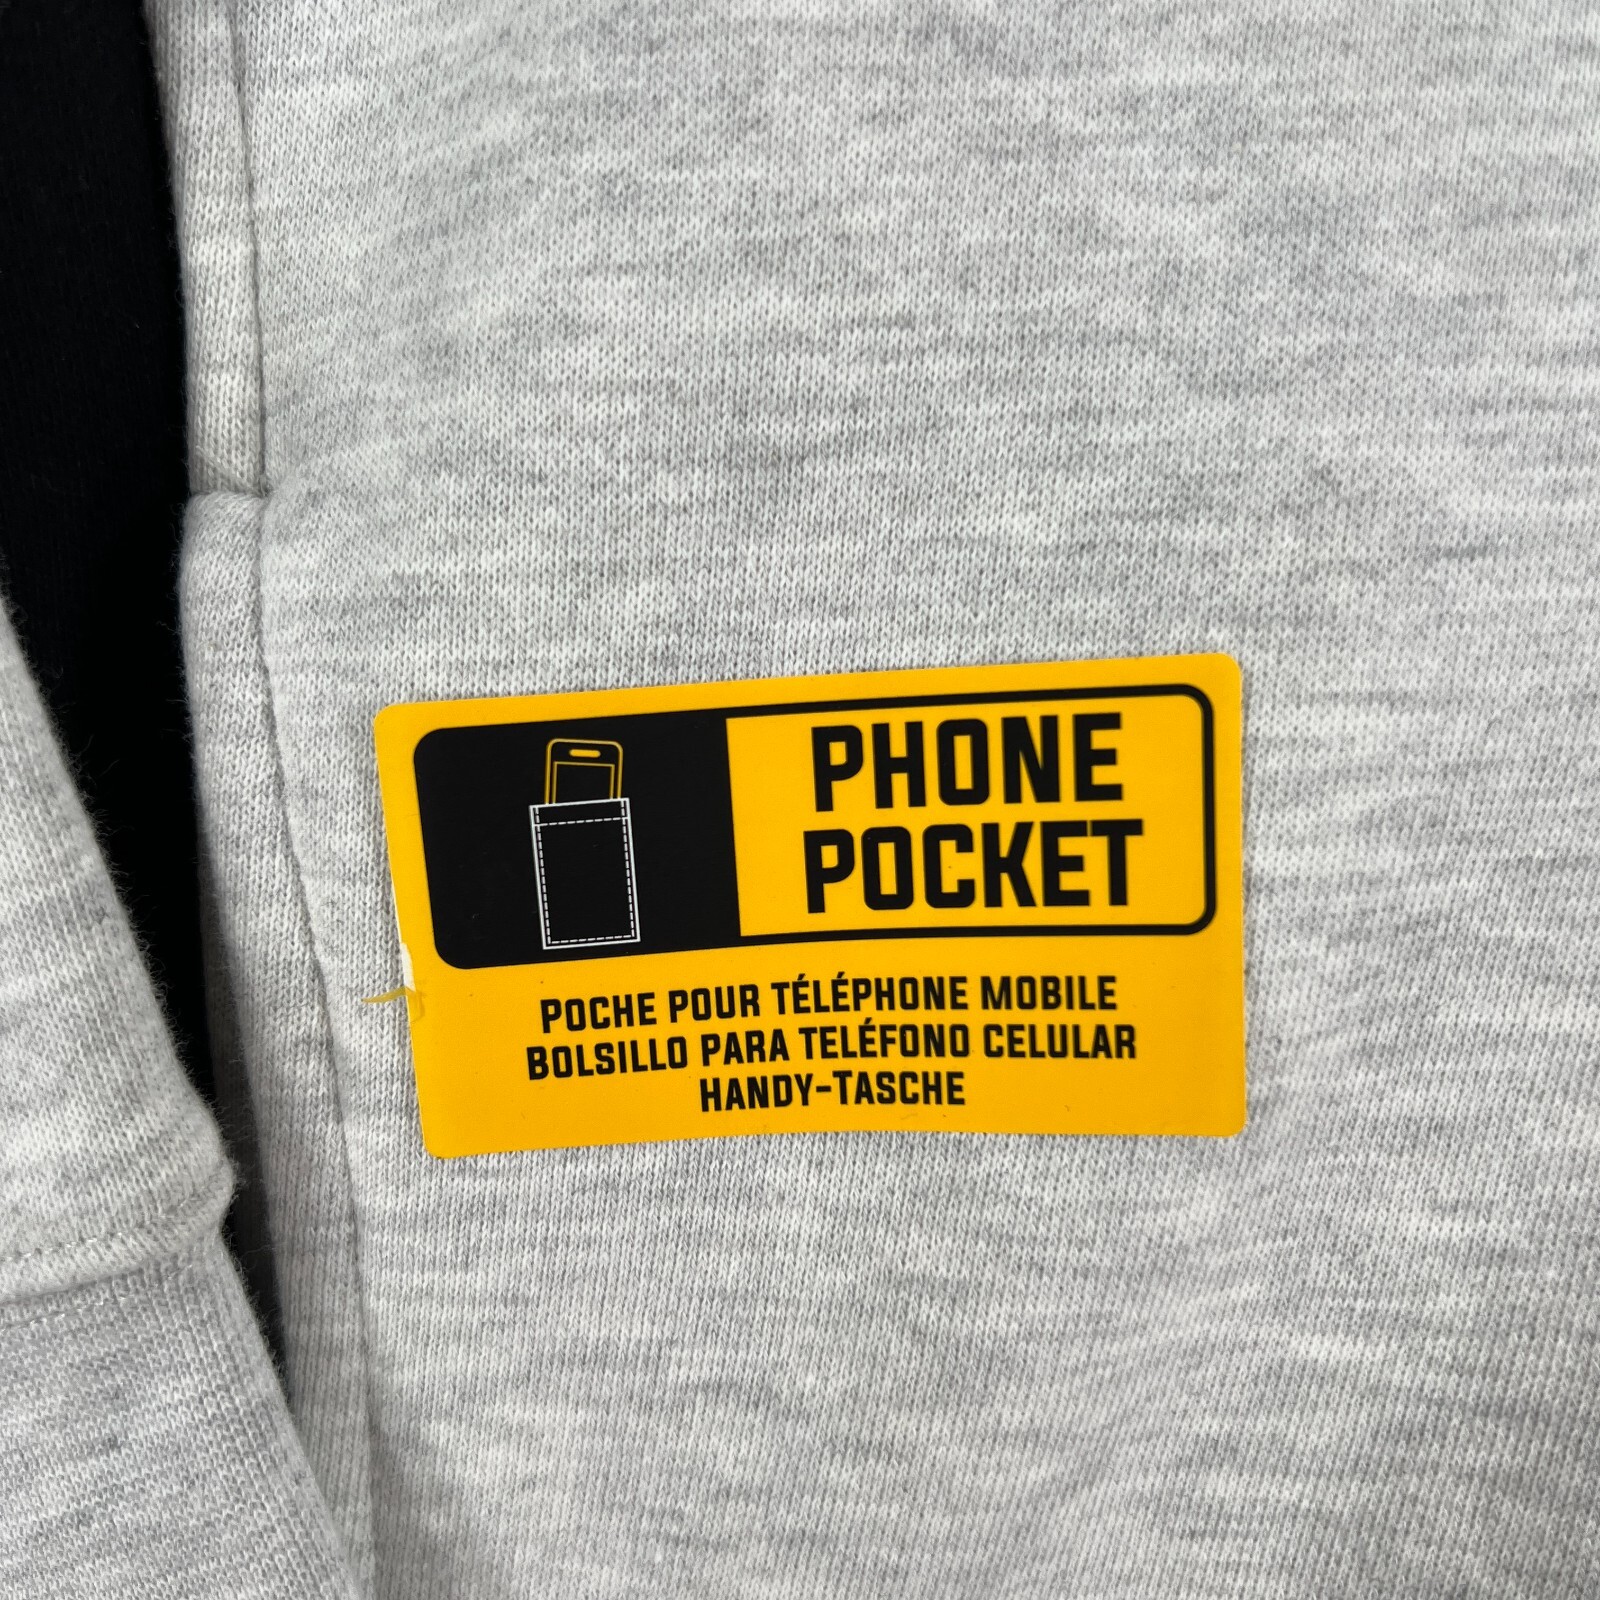 PHONE
POCKET
POCHE POUR TÉLÉPHONE MOBILE
BOLSILLO PARA TELÉFONO CELULAR
HANDY-TASCHE